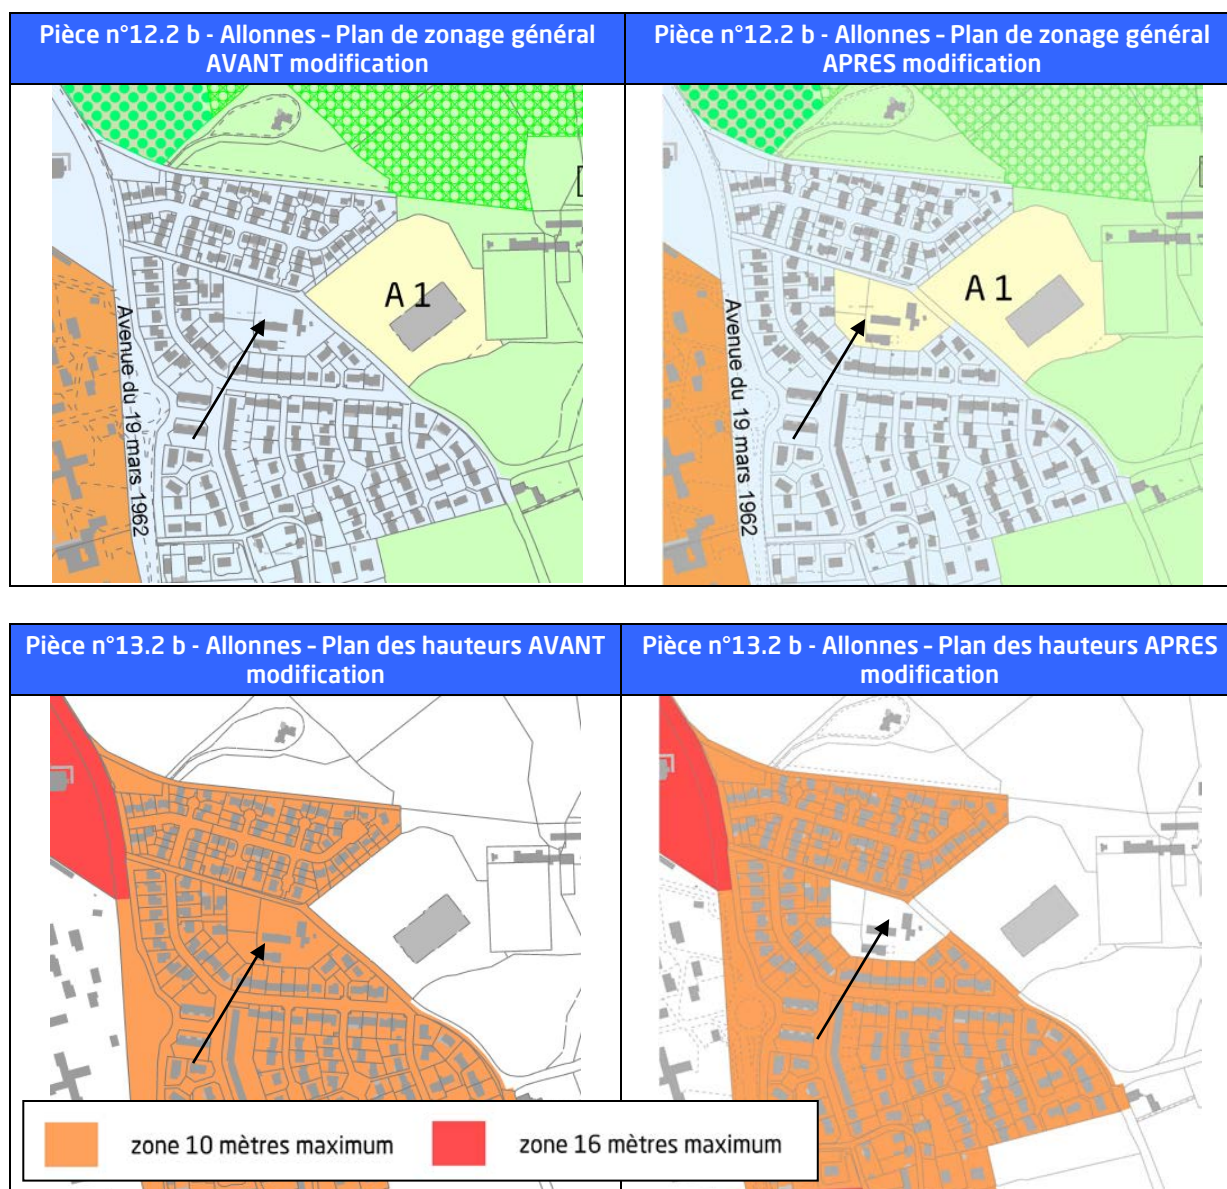 Pièce n°12.2 b - Allonnes – Plan de zonage général
AVANT modification
Pièce n°12.2 b - Allonnes – Plan de zonage général
APRES modification
A 1
Avenue du 19 mars 1962
A 1
Avenue du 19 mars 1962
Pièce n°13.2 b - Allonnes – Plan des hauteurs AVANT
modification
Pièce n°13.2 b - Allonnes – Plan des hauteurs APRES
modification
zone 10 mètres maximum
zone 16 mètres maximum